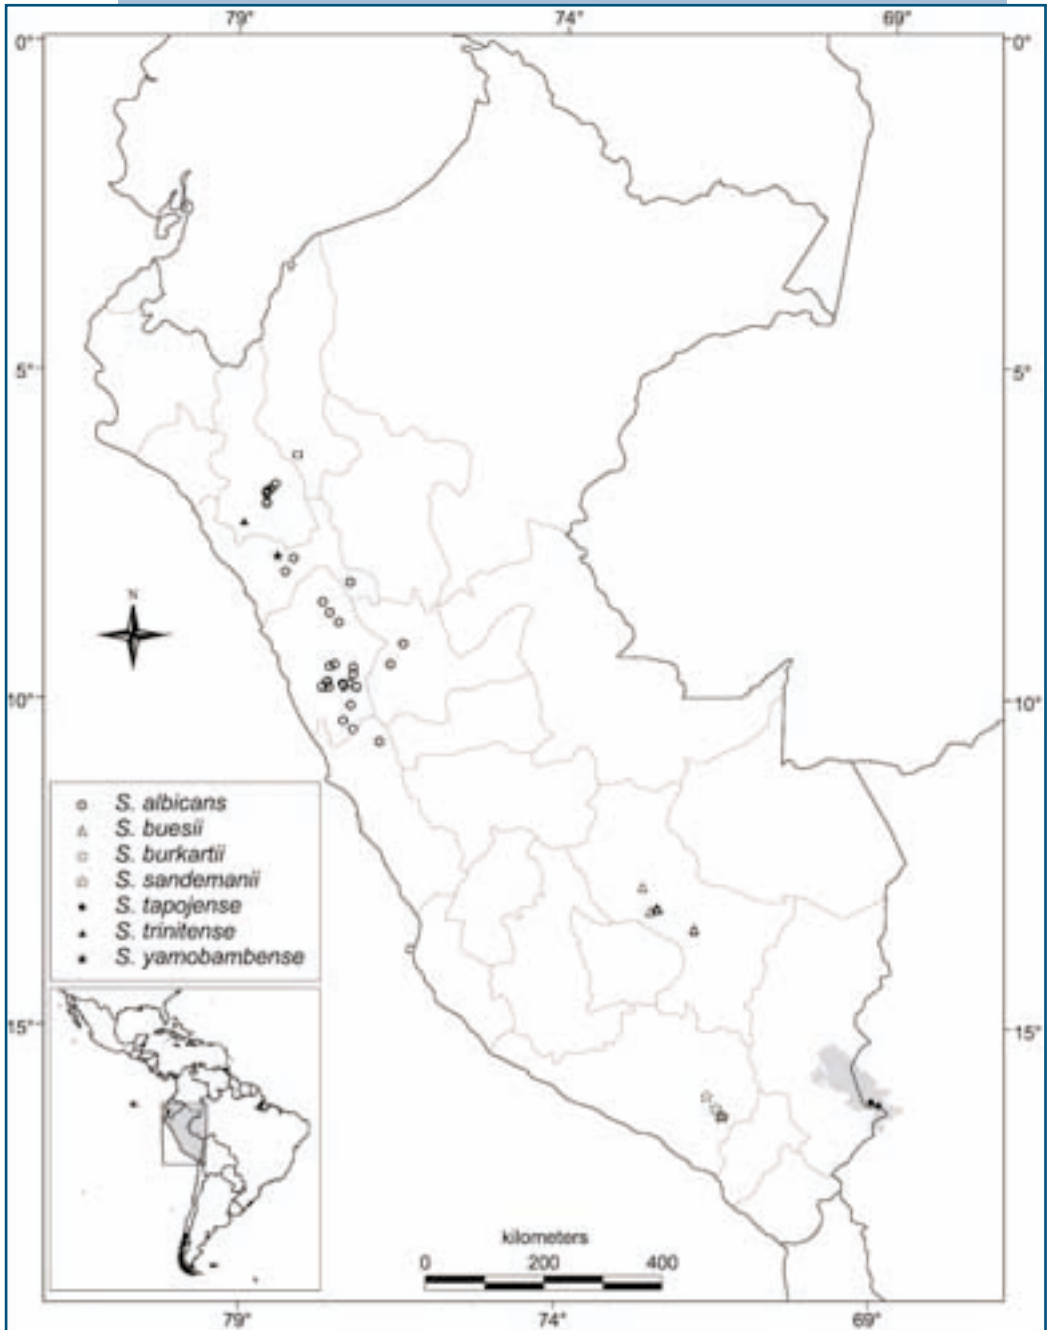 79° 74° 69°
0° 0°
5° 5°
N
10° 10°
S. albicans
S. buesii
S. burkartii
S. sandemanii
S. tapojense
S. trinitense
S. yamobambense
15° 15°
kilometers
0 200 400
79° 74° 69°